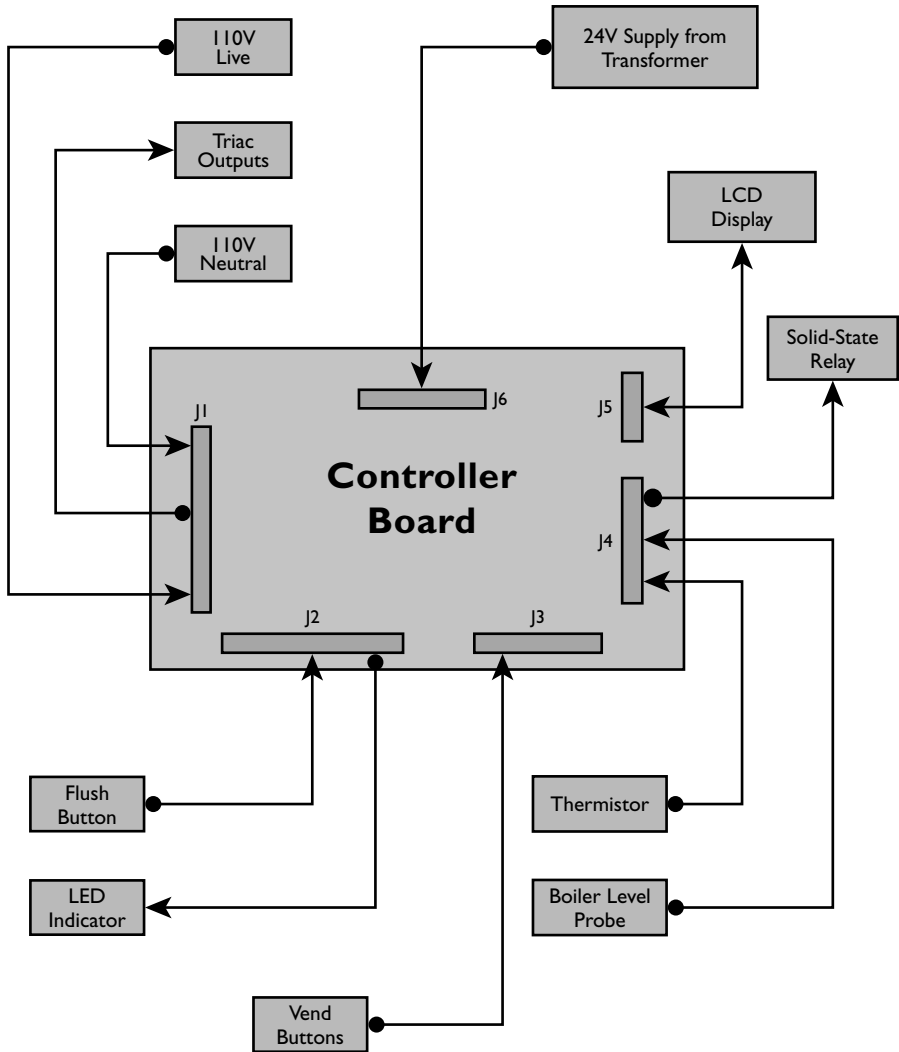 110V
Live
24V Supply from
Transformer
Triac
Outputs
LCD
Display
110V
Neutral
Solid-State
Relay
J6
J5
J1
Controller
Board
J4
J2
J3
Flush
Button
Thermistor
LED
Indicator
Boiler Level
Probe
Vend
Buttons